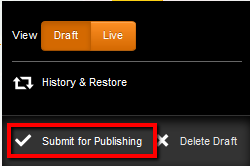 View Draft Live
History & Restore
Submit for Publishing Delete Draft